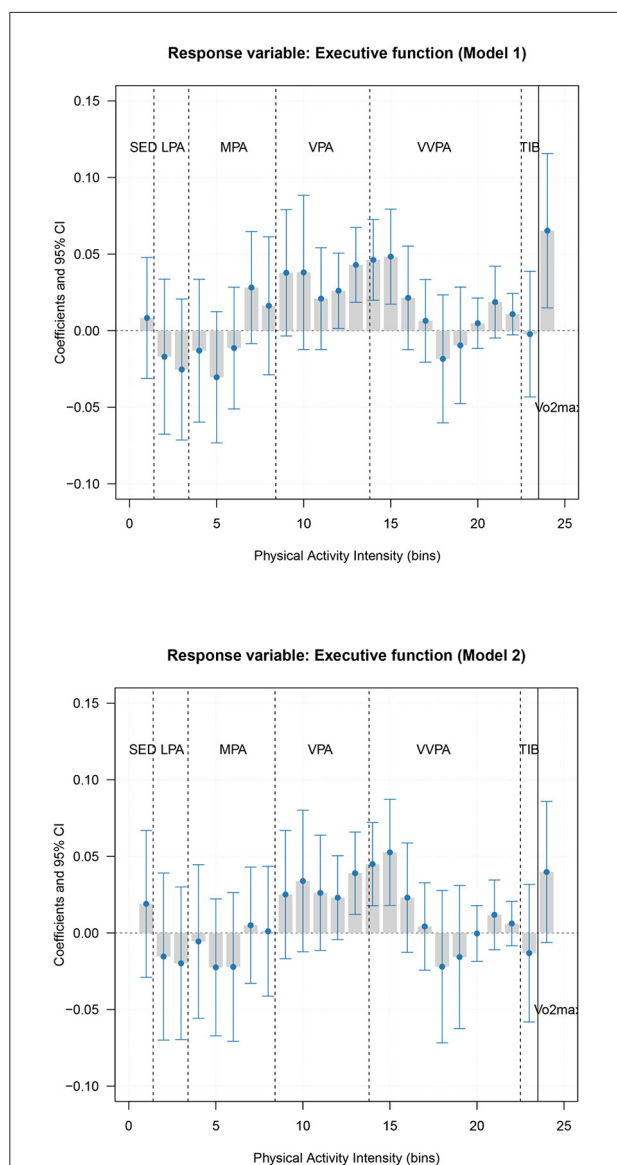 Response variable: Executive function (Model 1)
0.15
SED LPA MPA VPA VVPA TIB
0.10
0.05
0.00
−0.05
Vo2max
−0.10
Coefficients and 95% CI
0 5 10 15 20 25
Physical Activity Intensity (bins)
Response variable: Executive function (Model 2)
0.15
SED LPA MPA VPA VVPA TIB
0.10
0.05
0.00
−0.05
Vo2max
−0.10
Coefficients and 95% CI
0 5 10 15 20 25
Physical Activity Intensity (bins)